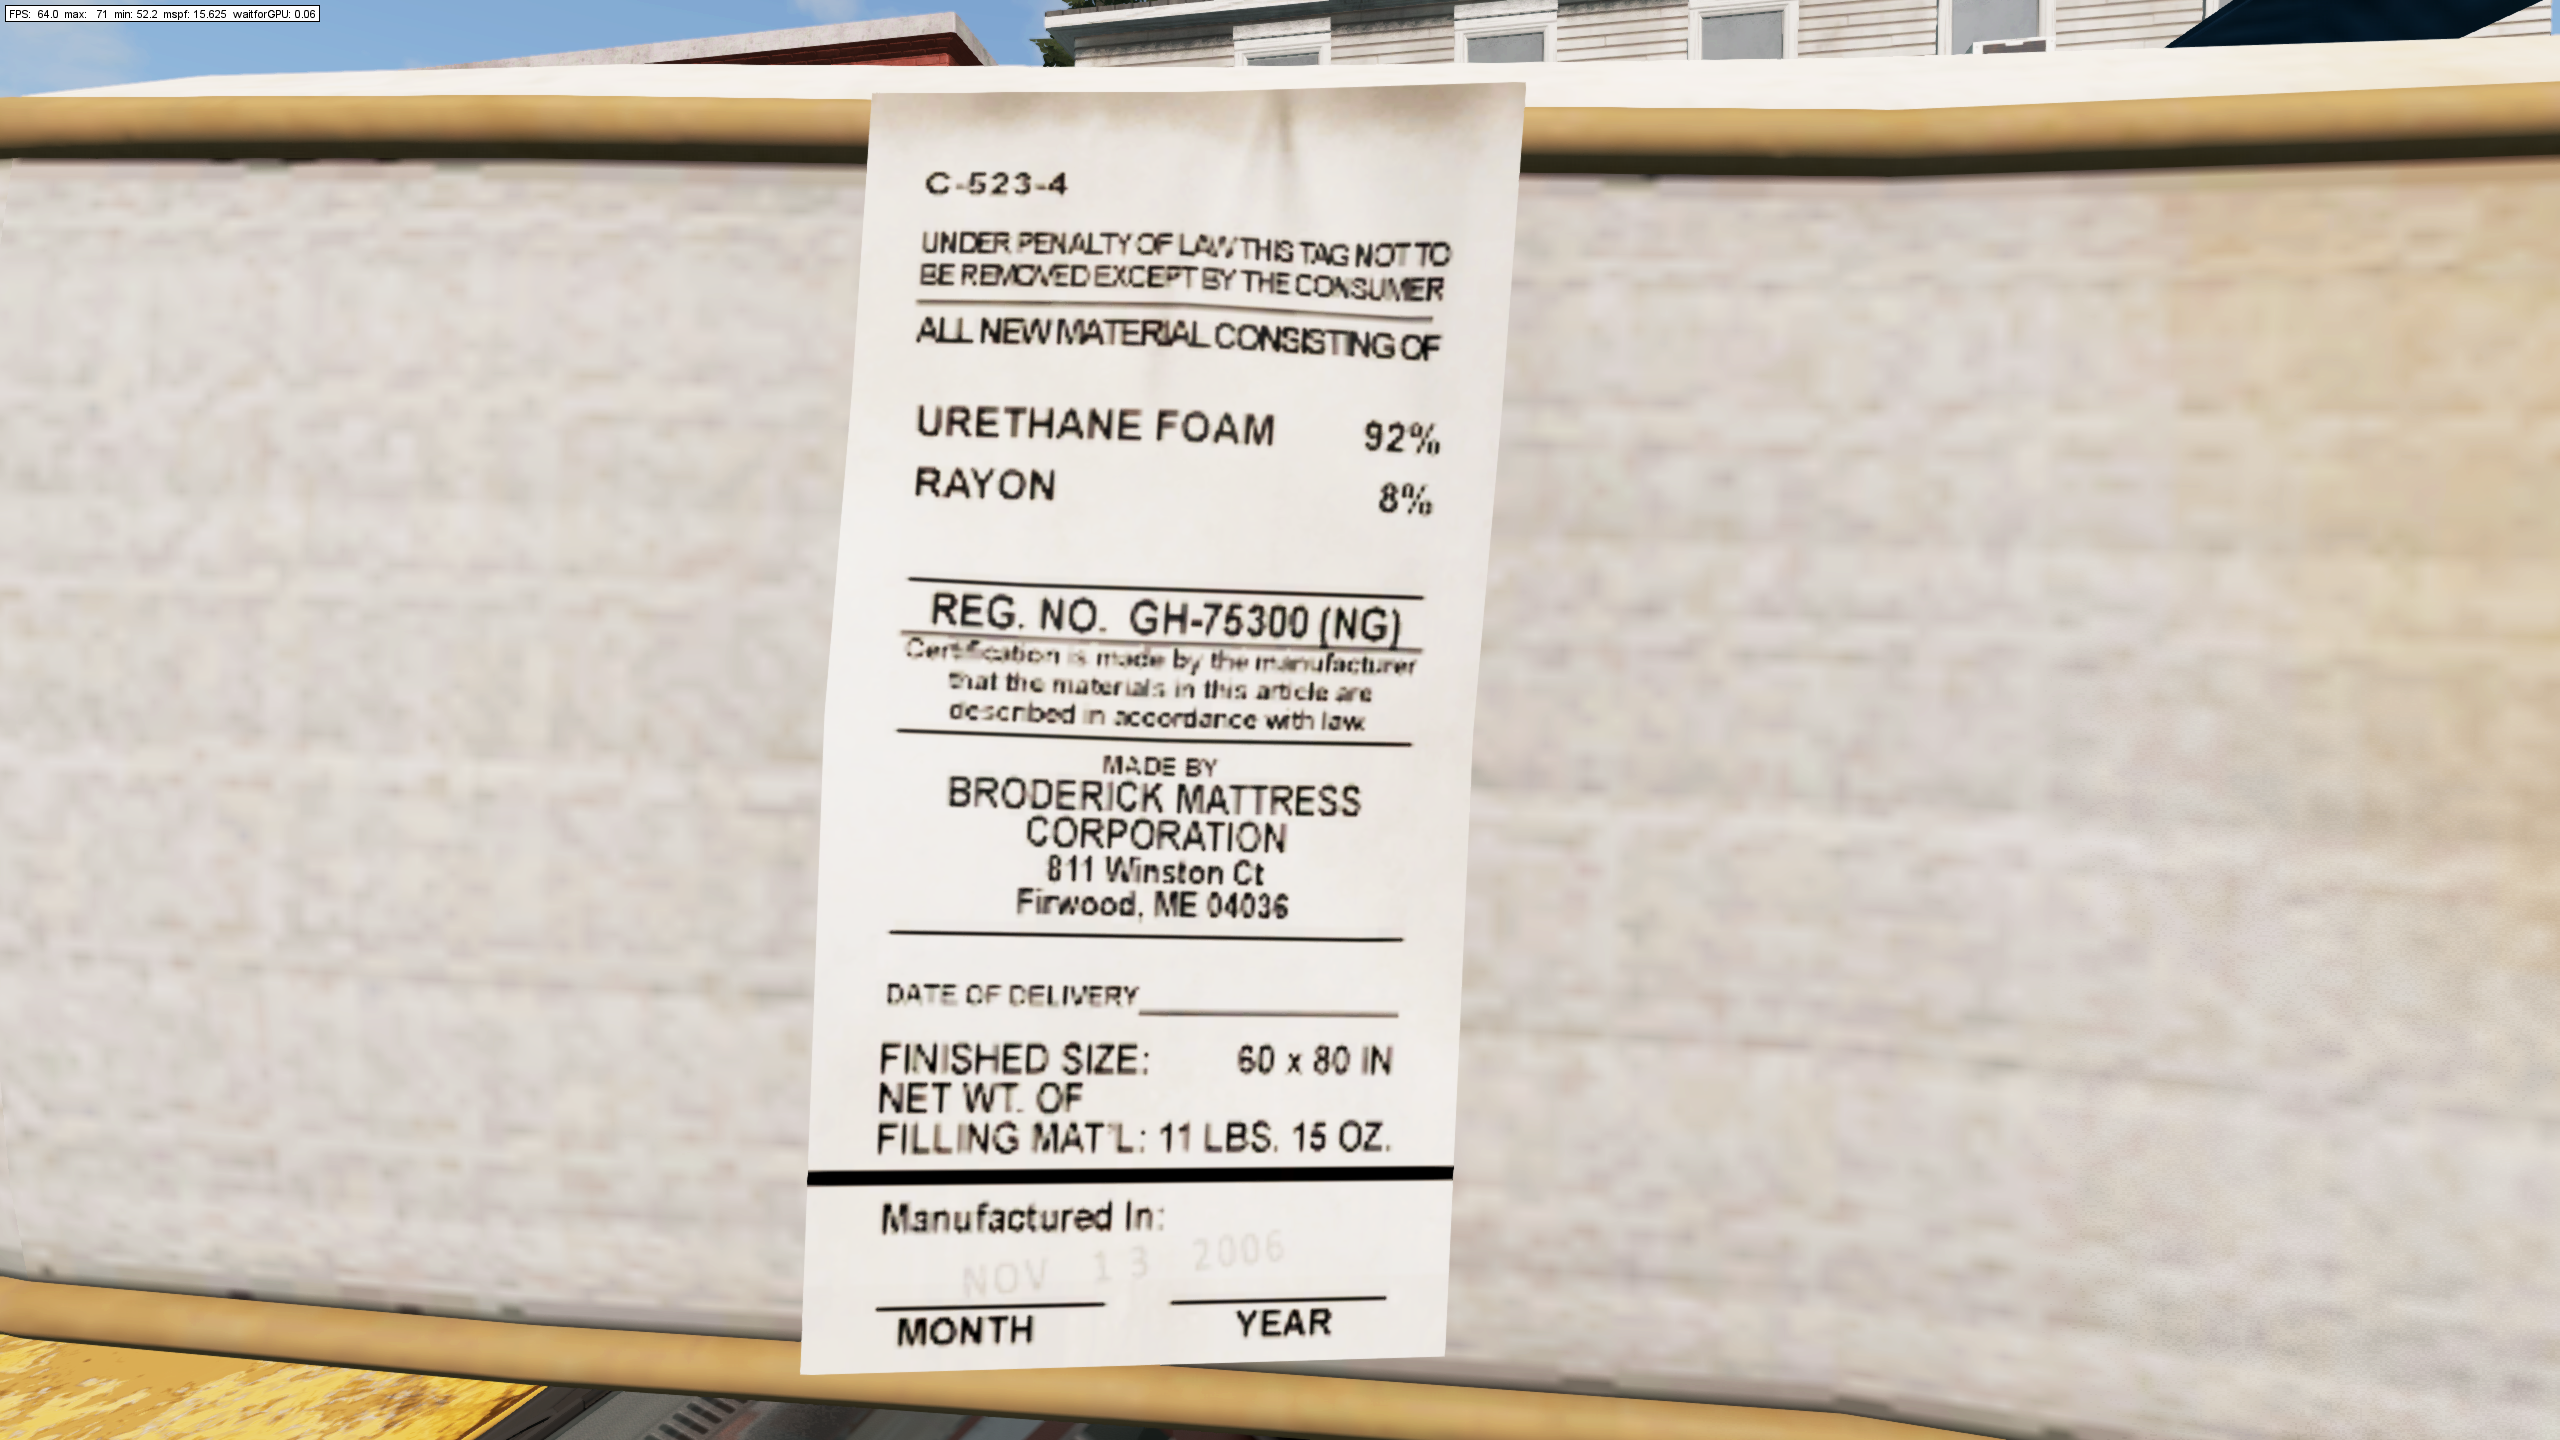 FPS: 64.0 max: 71 min: 52.2 mspf: 15.625 waitforGPU: 0.06
C-523-4
UNDER PENALTY OF LAW THIS TAG NOT TO
BE REMOVED EXCEPT BY THE CONSUMER
ALL NEW MATERIAL CONSISTING OF
URETHANE FOAM 92%
RAYON 8%
REG. NO. GH-75300 (NG)
Certification is made by the manufacturer
that the materials in this article are
described in accordance with law.
MADE BY
BRODERICK MATTRESS
CORPORATION
811 Winston Ct
Firwood, ME 04036
DATE OF DELIVERY
FINISHED SIZE: 60 x 80 IN
NET WT. OF
FILLING MAT'L: 11 LBS. 15 OZ.
Manufactured In:
NOV 13 2006
MONTH YEAR